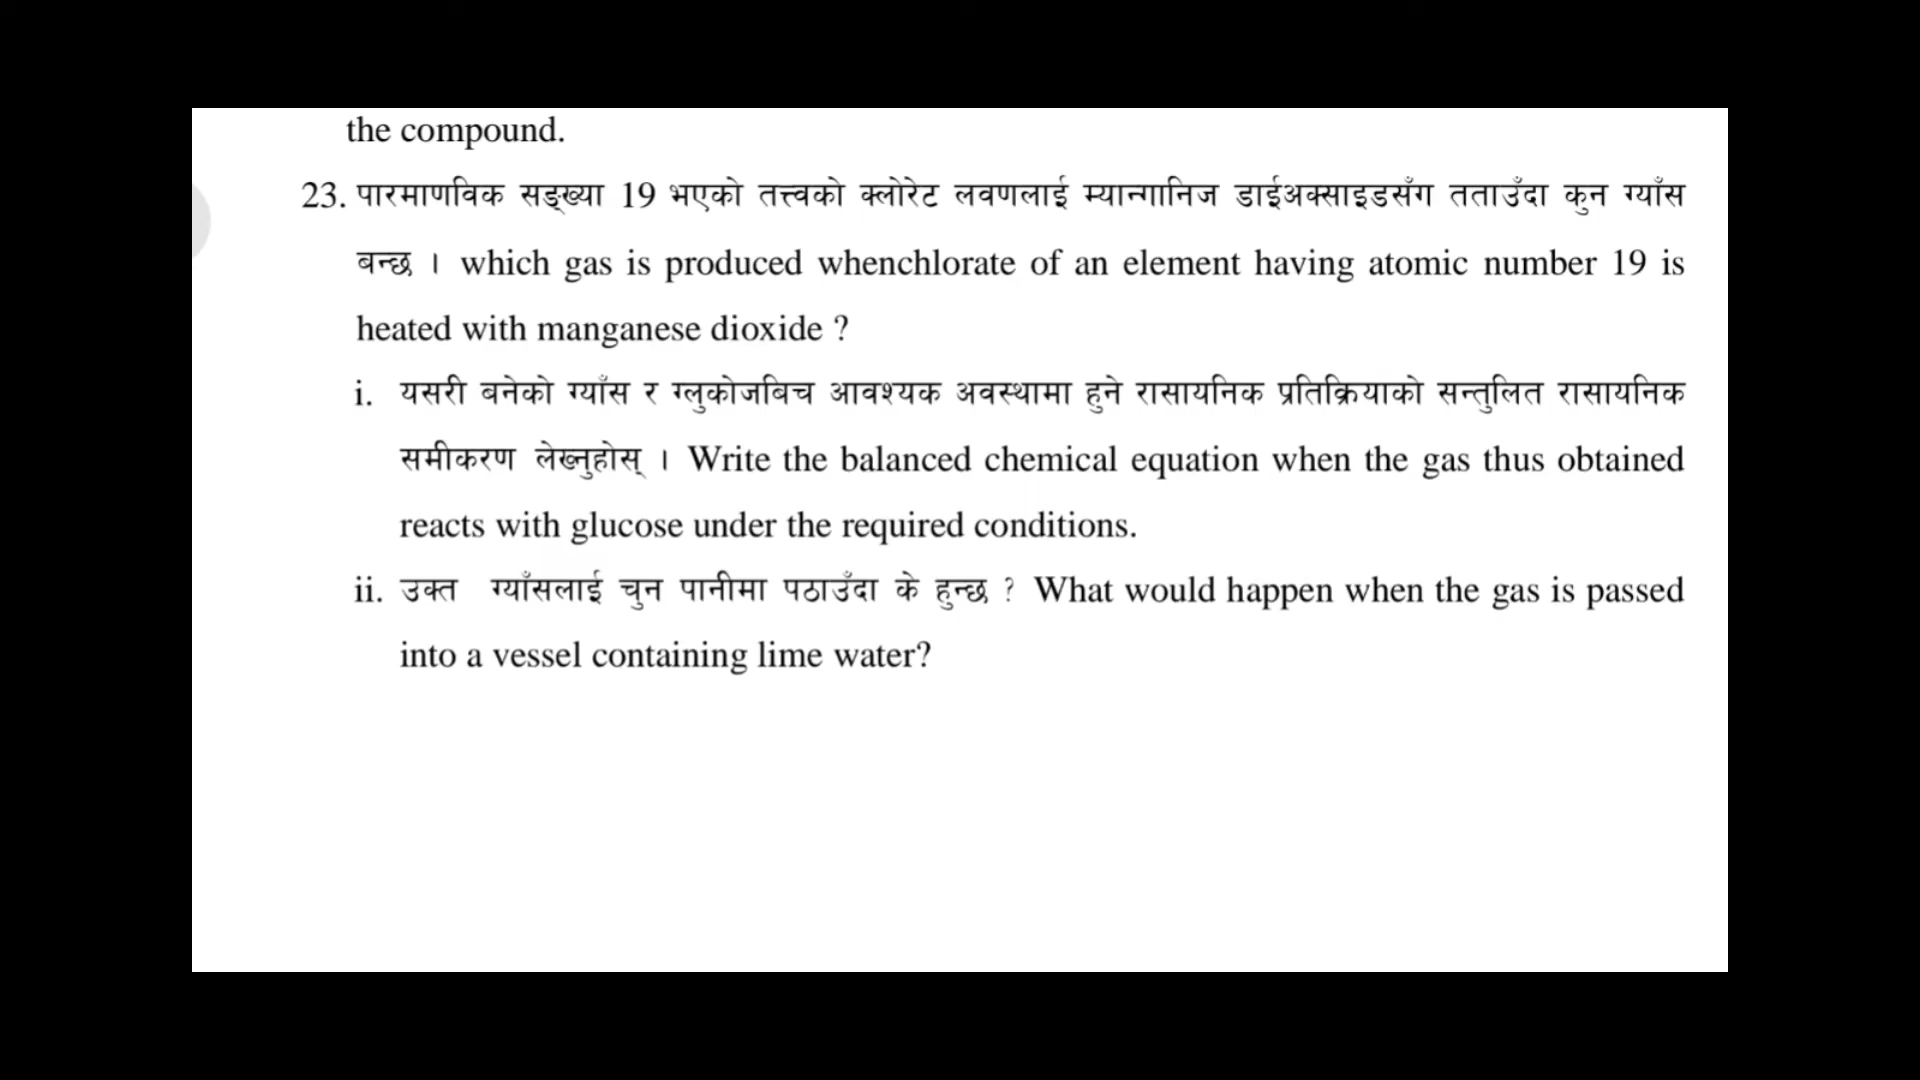 the compound.
23. पारमाणविक सङ्ख्या 19 भएको तत्त्वको क्लोरेट लवणलाई म्यान्गानिज डाईअक्साइडसँग तताउँदा कुन ग्याँस
बन्छ । which gas is produced whenchlorate of an element having atomic number 19 is
heated with manganese dioxide ?
i. यसरी बनेको ग्याँस र ग्लुकोजबिच आवश्यक अवस्थामा हुने रासायनिक प्रतिक्रियाको सन्तुलित रासायनिक
समीकरण लेख्नुहोस् । Write the balanced chemical equation when the gas thus obtained
reacts with glucose under the required conditions.
ii. उक्त ग्याँसलाई चुन पानीमा पठाउँदा के हुन्छ ? What would happen when the gas is passed
into a vessel containing lime water?